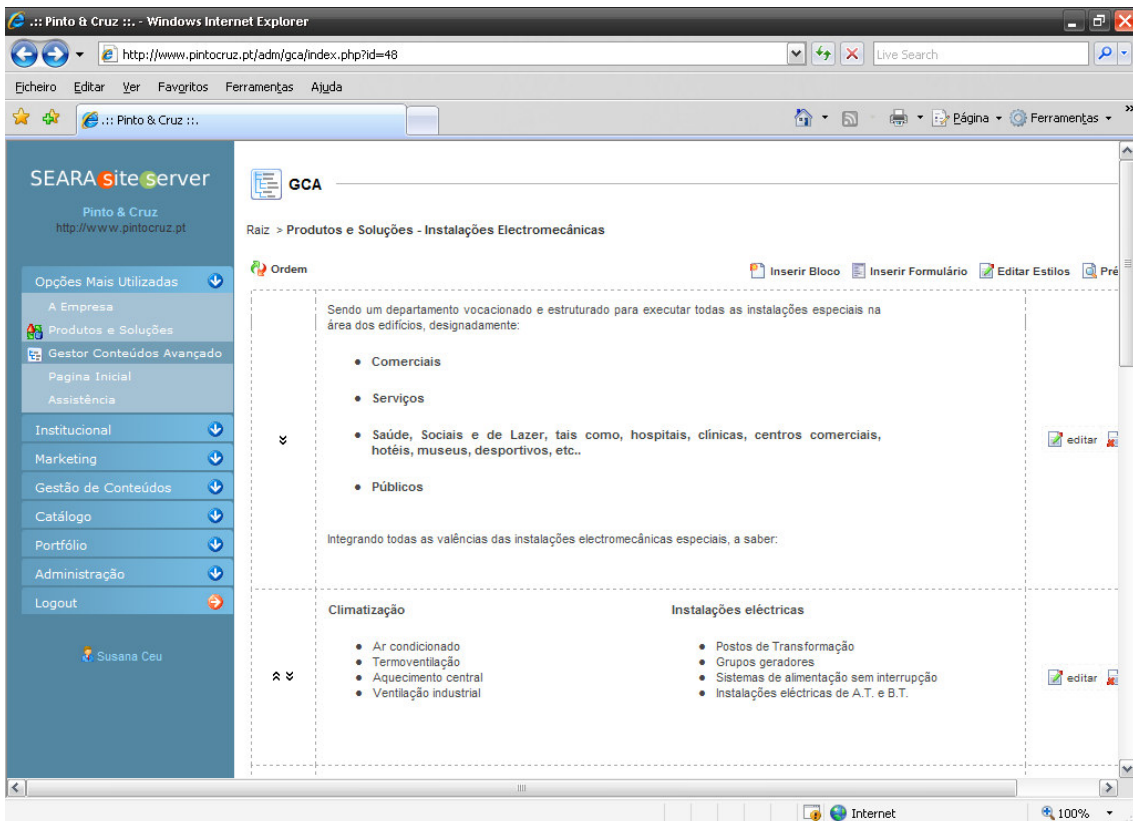 .:: Pinto & Cruz ::. - Windows Internet Explorer
http://www.pintocruz.pt/adm/gca/index.php?id=48
Live Search
Ficheiro Editar Ver Favoritos Ferramentas Ajuda
.:: Pinto & Cruz ::.
Página
Ferramentas
SEARA site server
Pinto & Cruz
http://www.pintocruz.pt
Opções Mais Utilizadas
A Empresa
Produtos e Soluções
Gestor Conteúdos Avançado
Pagina Inicial
Assistência
Institucional
Marketing
Gestão de Conteúdos
Catálogo
Portfólio
Administração
Logout
Susana Ceu
GCA
Raiz > Produtos e Soluções - Instalações Electromecânicas
Ordem
Inserir Bloco Inserir Formulário Editar Estilos Pré
Sendo um departamento vocacionado e estruturado para executar todas as instalações especiais na
área dos edifícios, designadamente:
• Comerciais
• Serviços
• Saúde, Sociais e de Lazer, tais como, hospitais, clínicas, centros comerciais,
hotéis, museus, desportivos, etc..
• Públicos
Integrando todas as valências das instalações electromecânicas especiais, a saber:
editar
Climatização
• Ar condicionado
• Termoventilação
• Aquecimento central
• Ventilação industrial
Instalações eléctricas
• Postos de Transformação
• Grupos geradores
• Sistemas de alimentação sem interrupção
• Instalações eléctricas de A.T. e B.T.
editar
Internet
100%